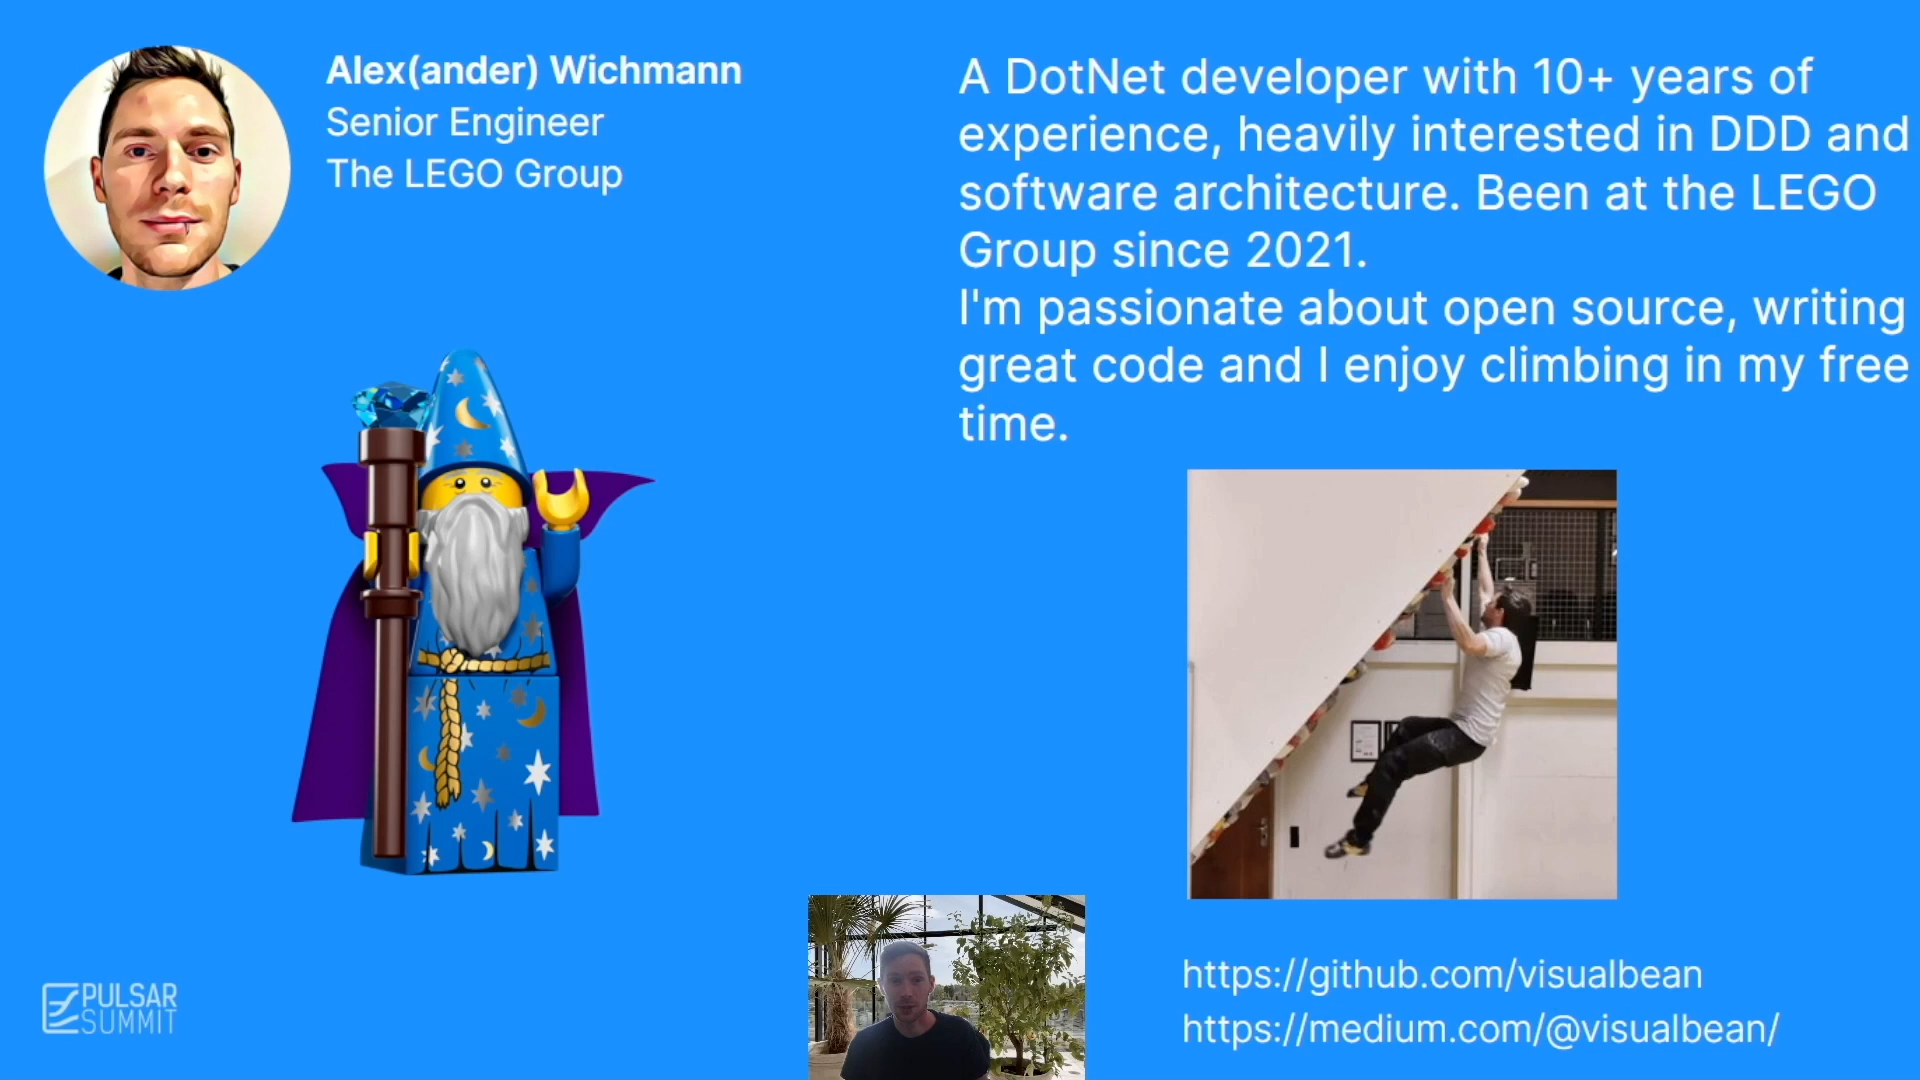 Alex(ander) Wichmann
Senior Engineer
The LEGO Group
A DotNet developer with 10+ years of
experience, heavily interested in DDD and
software architecture. Been at the LEGO
Group since 2021.
I'm passionate about open source, writing
great code and I enjoy climbing in my free
time.
https://github.com/visualbean
https://medium.com/@visualbean/
PULSAR
SUMMIT